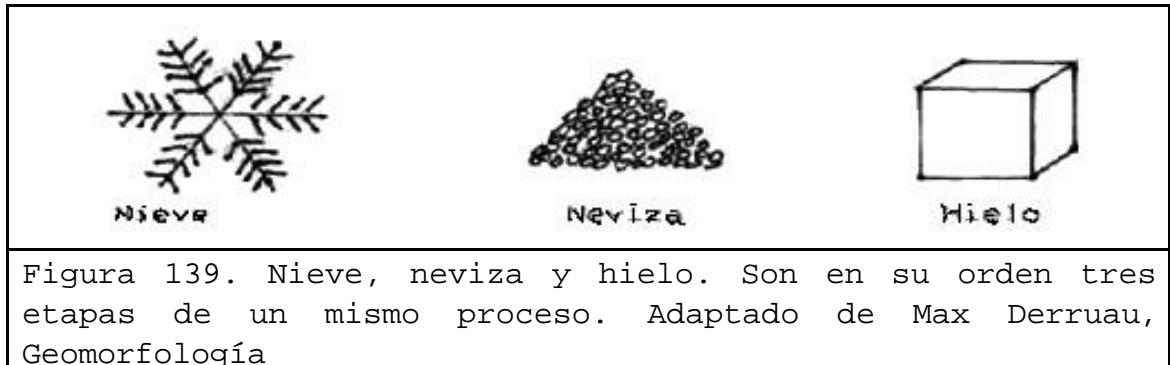 Nieve Neviza Hielo
Figura 139. Nieve, neviza y hielo. Son en su orden tres
etapas de un mismo proceso. Adaptado de Max Derruau,
Geomorfología